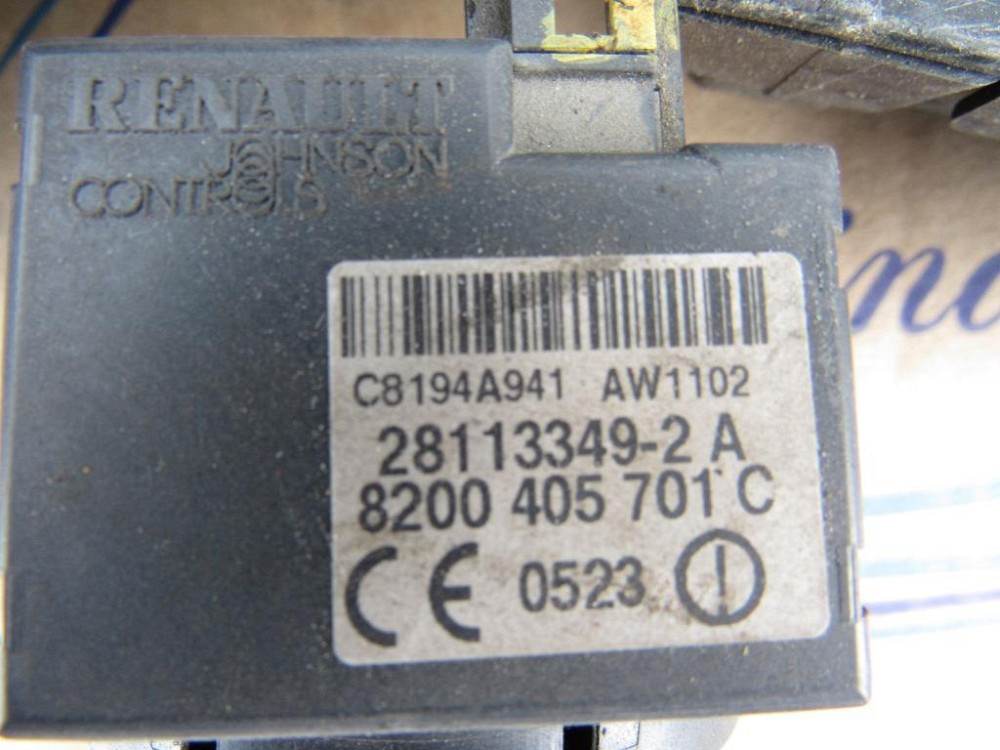 RENAULT
JOHNSON
CONTROLS
C8194A941 AW1102
28113349-2 A
8200 405 701 C
CE 0523